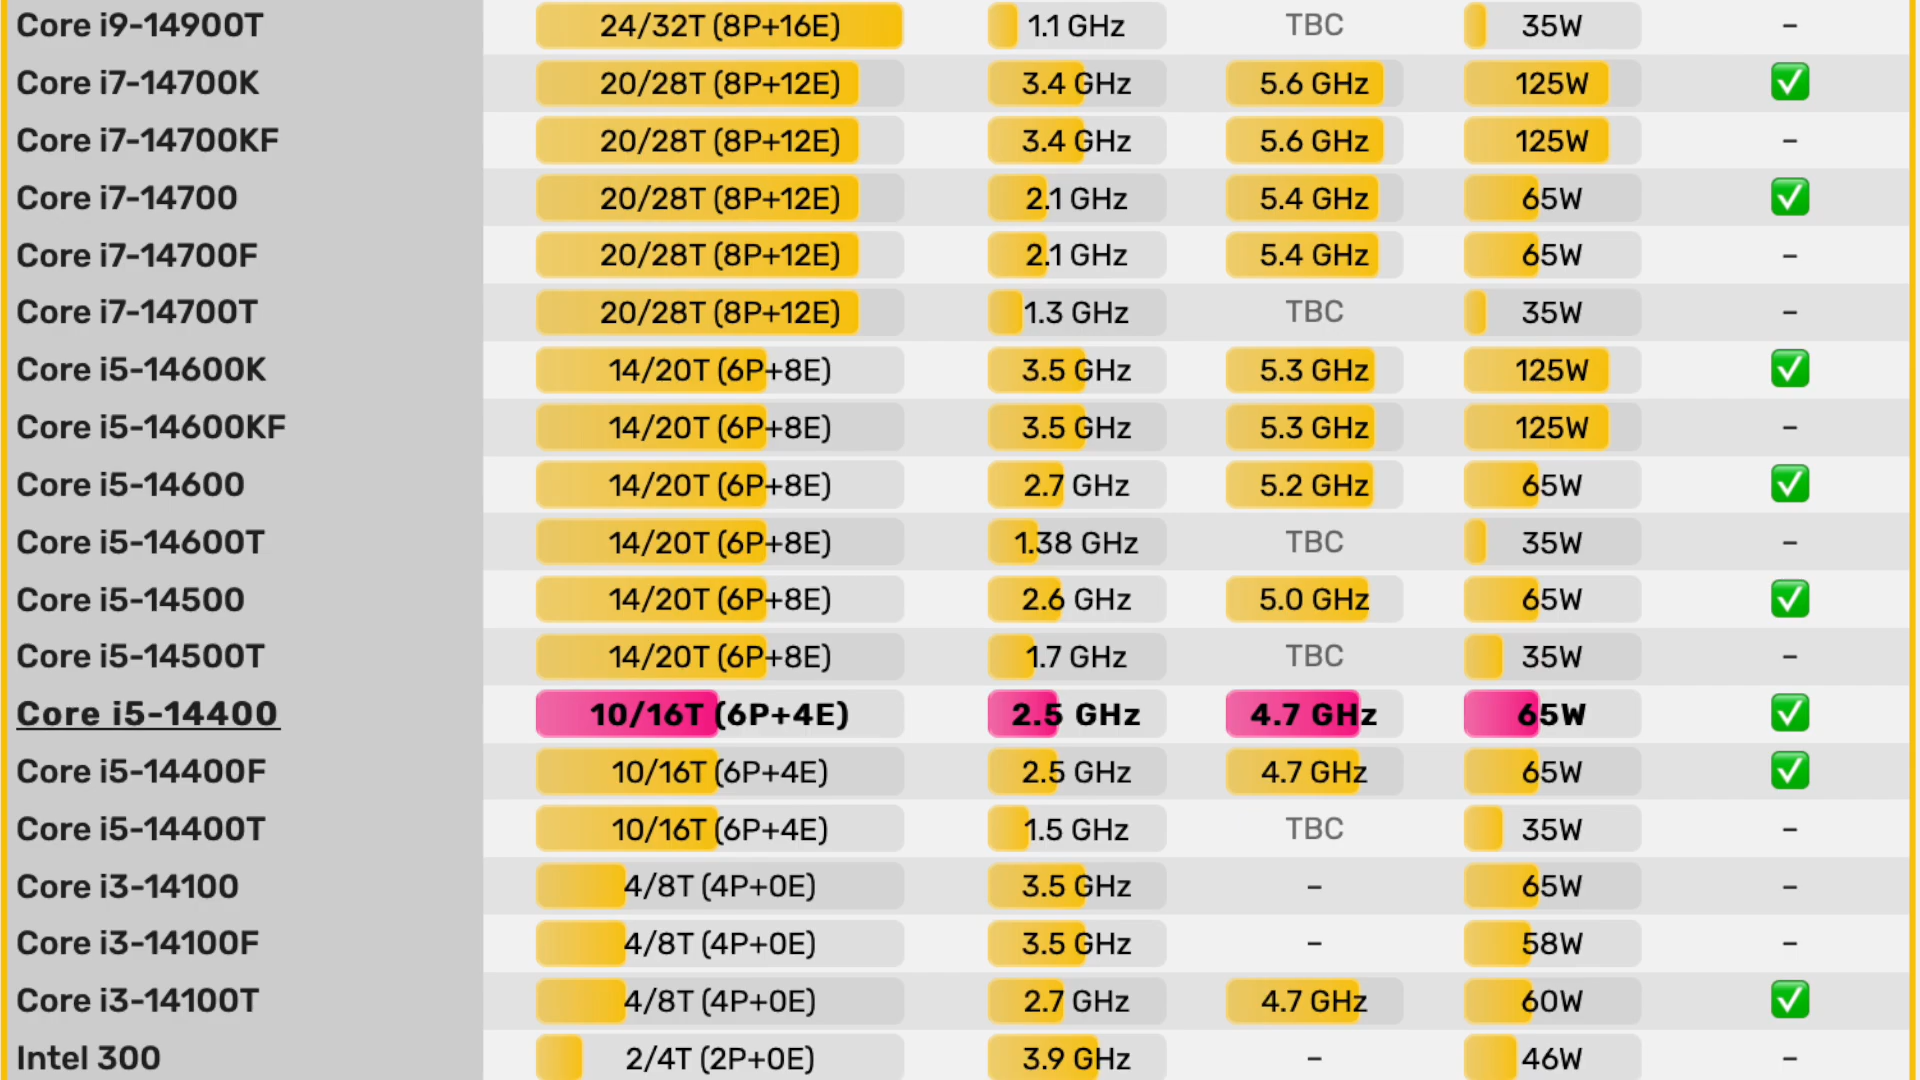 Core i9-14900T 24/32T (8P+16E) 1.1 GHz TBC 35W –
Core i7-14700K 20/28T (8P+12E) 3.4 GHz 5.6 GHz 125W ✅
Core i7-14700KF 20/28T (8P+12E) 3.4 GHz 5.6 GHz 125W –
Core i7-14700 20/28T (8P+12E) 2.1 GHz 5.4 GHz 65W ✅
Core i7-14700F 20/28T (8P+12E) 2.1 GHz 5.4 GHz 65W –
Core i7-14700T 20/28T (8P+12E) 1.3 GHz TBC 35W –
Core i5-14600K 14/20T (6P+8E) 3.5 GHz 5.3 GHz 125W ✅
Core i5-14600KF 14/20T (6P+8E) 3.5 GHz 5.3 GHz 125W –
Core i5-14600 14/20T (6P+8E) 2.7 GHz 5.2 GHz 65W ✅
Core i5-14600T 14/20T (6P+8E) 1.38 GHz TBC 35W –
Core i5-14500 14/20T (6P+8E) 2.6 GHz 5.0 GHz 65W ✅
Core i5-14500T 14/20T (6P+8E) 1.7 GHz TBC 35W –
Core i5-14400 10/16T (6P+4E) 2.5 GHz 4.7 GHz 65W ✅
Core i5-14400F 10/16T (6P+4E) 2.5 GHz 4.7 GHz 65W ✅
Core i5-14400T 10/16T (6P+4E) 1.5 GHz TBC 35W –
Core i3-14100 4/8T (4P+0E) 3.5 GHz – 65W –
Core i3-14100F 4/8T (4P+0E) 3.5 GHz – 58W –
Core i3-14100T 4/8T (4P+0E) 2.7 GHz 4.7 GHz 60W ✅
Intel 300 2/4T (2P+0E) 3.9 GHz – 46W –